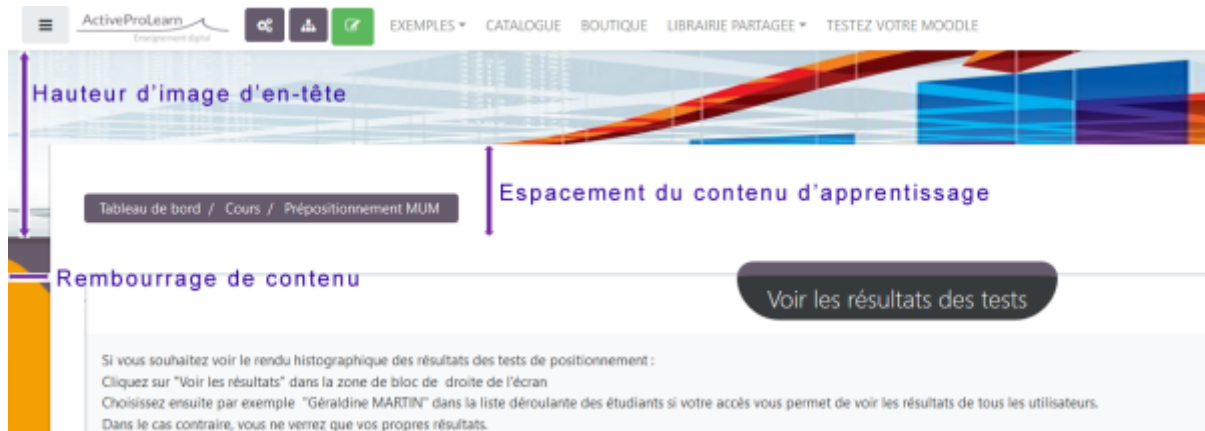 ActiveProLearn
Enseignement digital
EXEMPLES CATALOGUE BOUTIQUE LIBRAIRIE PARTAGEE TESTEZ VOTRE MOODLE
Hauteur d'image d'en-tête
Espacement du contenu d'apprentissage
Tableau de bord / Cours / Prépositionnement MUM
Rembourrage de contenu
Voir les résultats des tests
Si vous souhaitez voir le rendu histographique des résultats des tests de positionnement :
Cliquez sur "Voir les résultats" dans la zone de bloc de droite de l'écran
Choisissez ensuite par exemple "Géraldine MARTIN" dans la liste déroulante des étudiants si votre accès vous permet de voir les résultats de tous les utilisateurs.
Dans le cas contraire, vous ne verrez que vos propres résultats.